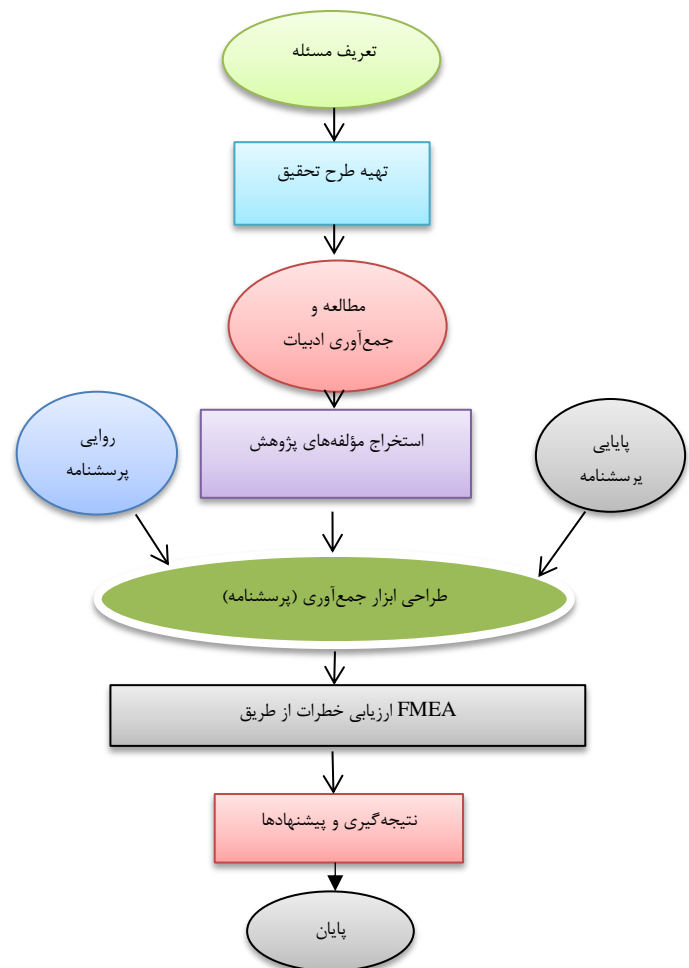 تعریف مسئله
تهیه طرح تحقیق
مطالعه و
جمع‌آوری ادبیات
روایی
پرسشنامه
استخراج مؤلفه‌های پژوهش
پایایی
پرسشنامه
طراحی ابزار جمع‌آوری (پرسشنامه)
FMEA ارزیابی خطرات از طریق
نتیجه‌گیری و پیشنهادها
پایان